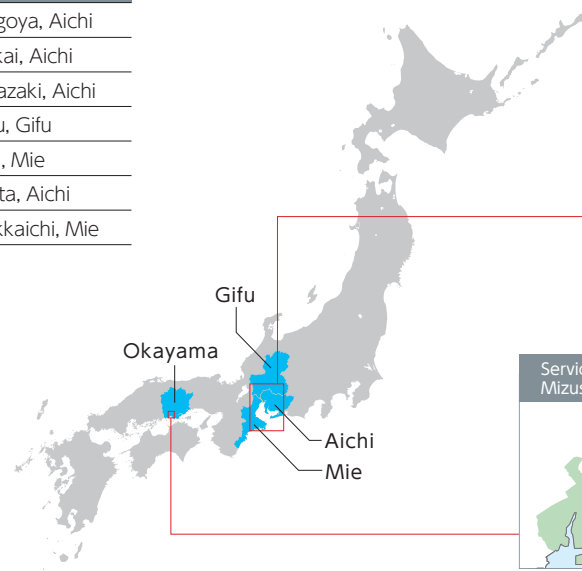 goya, Aichi
kai, Aichi
azaki, Aichi
u, Gifu
, Mie
ta, Aichi
kkaichi, Mie
Gifu
Okayama
Aichi
Mie
Servic
Mizus